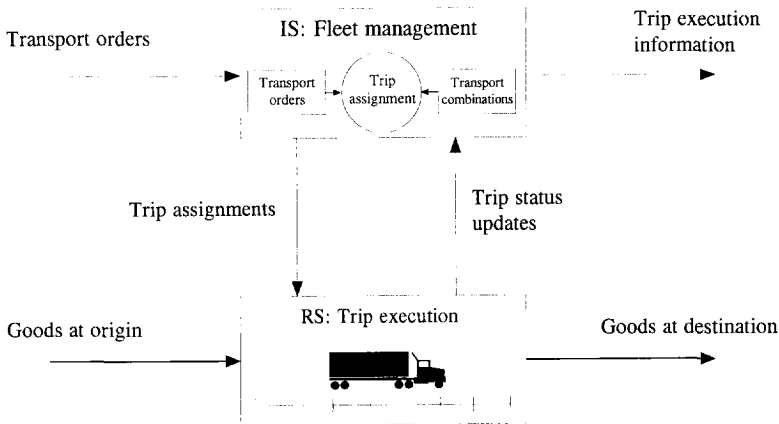 Transport orders
IS: Fleet management
Trip execution
information
Transport
orders
Trip
assignment
Transport
combinations
Trip assignments
Trip status
updates
Goods at origin
RS: Trip execution
Goods at destination